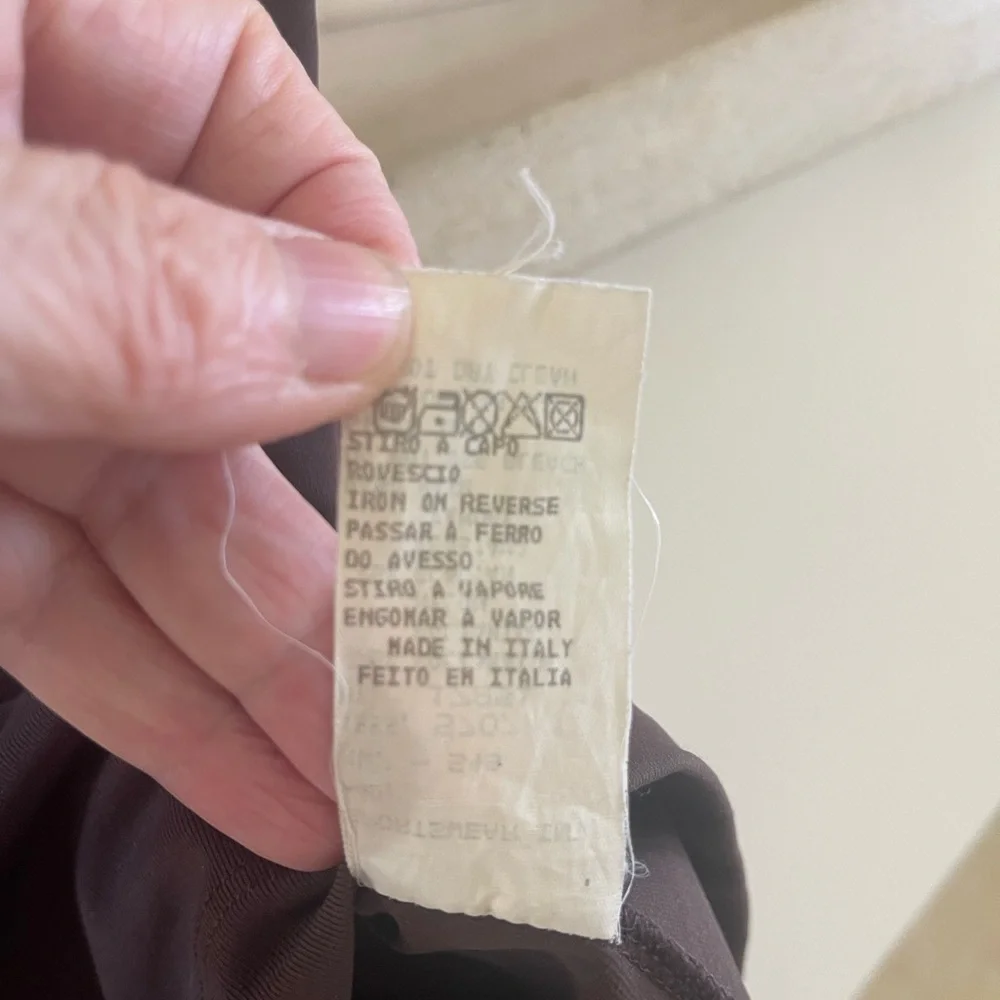 STIRO A CAPO
ROVESCIO
IRON ON REVERSE
PASSAR A FERRO
DO AVESSO
STIRO A VAPORE
ENGOMAR A VAPOR
MADE IN ITALY
FEITO EM ITALIA